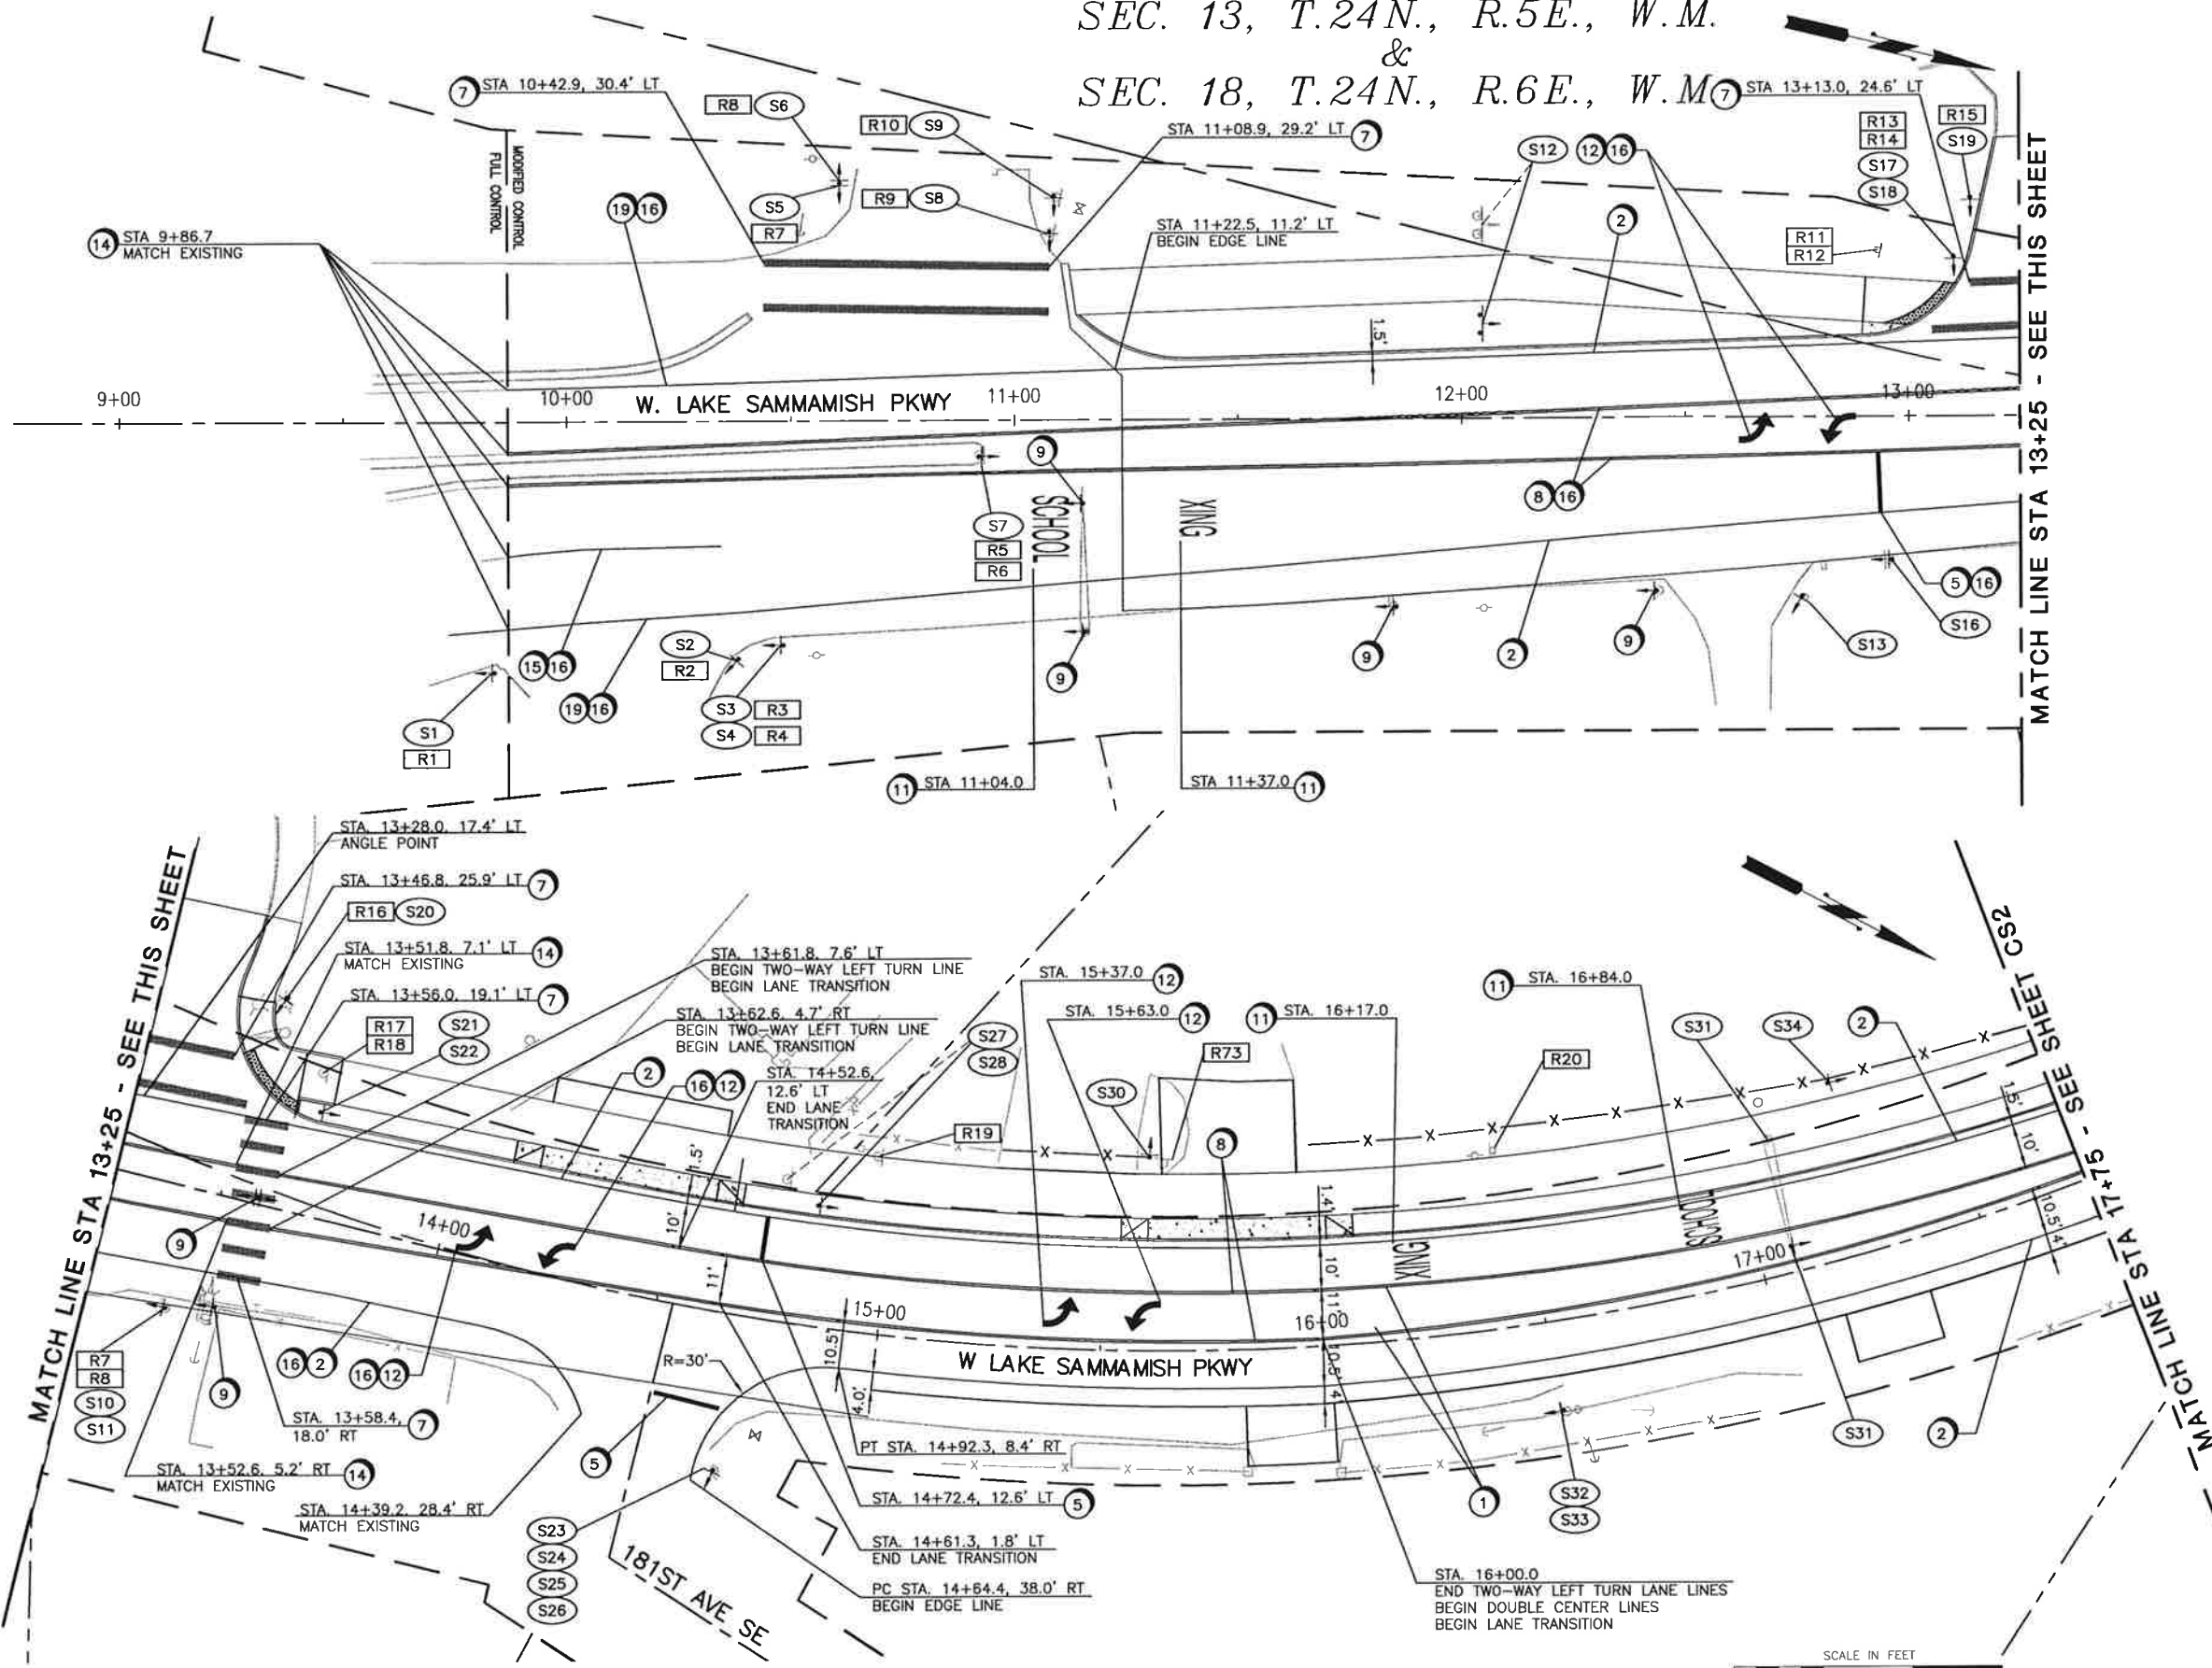 SEC. 13, T.24N., R.5E., W.M.
&
SEC. 18, T.24N., R.6E., W.M
7 STA 10+42.9, 30.4' LT
R8 S6
R10 S9
STA 11+08.9, 29.2' LT 7
7 STA 13+13.0, 24.6' LT
R13
R14
S17
S18
R15
S19
MODIFIED CONTROL
FULL CONTROL
19 16
S5
R7
R9 S8
S12
12 16
2
R11
R12
14 STA 9+86.7
MATCH EXISTING
STA 11+22.5, 11.2' LT
BEGIN EDGE LINE
1.5'
9+00
10+00
W. LAKE SAMMAMISH PKWY
11+00
12+00
13+00
MATCH LINE STA 13+25 - SEE THIS SHEET
9
8 16
SCHOOL
XING
S7
R5
R6
5 16
S16
S13
9
9
2
9
15 16
19 16
S2
R2
S3 R3
S4 R4
S1
R1
11 STA 11+04.0
STA 11+37.0 11
STA. 13+28.0, 17.4' LT
ANGLE POINT
STA. 13+46.8, 25.9' LT 7
R16 S20
STA. 13+51.8, 7.1' LT 14
MATCH EXISTING
STA. 13+56.0, 19.1' LT 7
R17
R18
S21
S22
STA. 13+61.8, 7.6' LT
BEGIN TWO-WAY LEFT TURN LINE
BEGIN LANE TRANSITION
STA. 13+62.6, 4.7' RT
BEGIN TWO-WAY LEFT TURN LINE
BEGIN LANE TRANSITION
2
16 12
STA. 14+52.6,
12.6' LT
END LANE
TRANSITION
S27
S28
STA. 15+37.0 12
STA. 15+63.0 12
11 STA. 16+17.0
R73
S30
R19
8
11 STA. 16+84.0
R20
S31
S34
2
MATCH LINE STA 17+75 - SEE SHEET CS2
MATCH LINE STA 13+25 - SEE THIS SHEET
1.5'
10'
11'
1.4'
10'
11'
10.5'
4'
1.5'
10'
10.5'
4'
XING
SCHOOL
14+00
15+00
16+00
17+00
W LAKE SAMMAMISH PKWY
10.5'
4.0'
R=30'
9
R7
R8
S10
S11
9
16 2
16 12
STA. 13+58.4,
18.0' RT
7
STA. 13+52.6, 5.2' RT 14
MATCH EXISTING
STA. 14+39.2, 28.4' RT
MATCH EXISTING
5
PT STA. 14+92.3, 8.4' RT
STA. 14+72.4, 12.6' LT 5
STA. 14+61.3, 1.8' LT
END LANE TRANSITION
PC STA. 14+64.4, 38.0' RT
BEGIN EDGE LINE
S23
S24
S25
S26
181ST AVE SE
1
S32
S33
S31
2
STA. 16+00.0
END TWO-WAY LEFT TURN LANE LINES
BEGIN DOUBLE CENTER LINES
BEGIN LANE TRANSITION
SCALE IN FEET